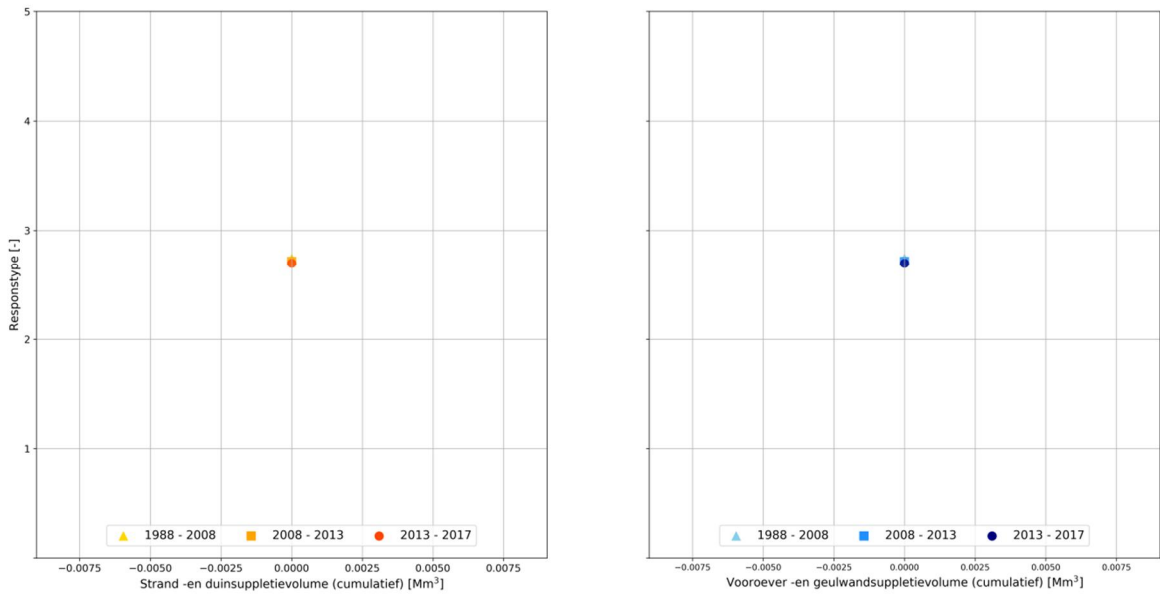 5
4
3
2
1
Responstype [-]
1988 - 2008 2008 - 2013 2013 - 2017
−0.0075 −0.0050 −0.0025 0.0000 0.0025 0.0050 0.0075
Strand -en duinsuppletievolume (cumulatief) [Mm³]
1988 - 2008 2008 - 2013 2013 - 2017
−0.0075 −0.0050 −0.0025 0.0000 0.0025 0.0050 0.0075
Vooroever -en geulwandsuppletievolume (cumulatief) [Mm³]